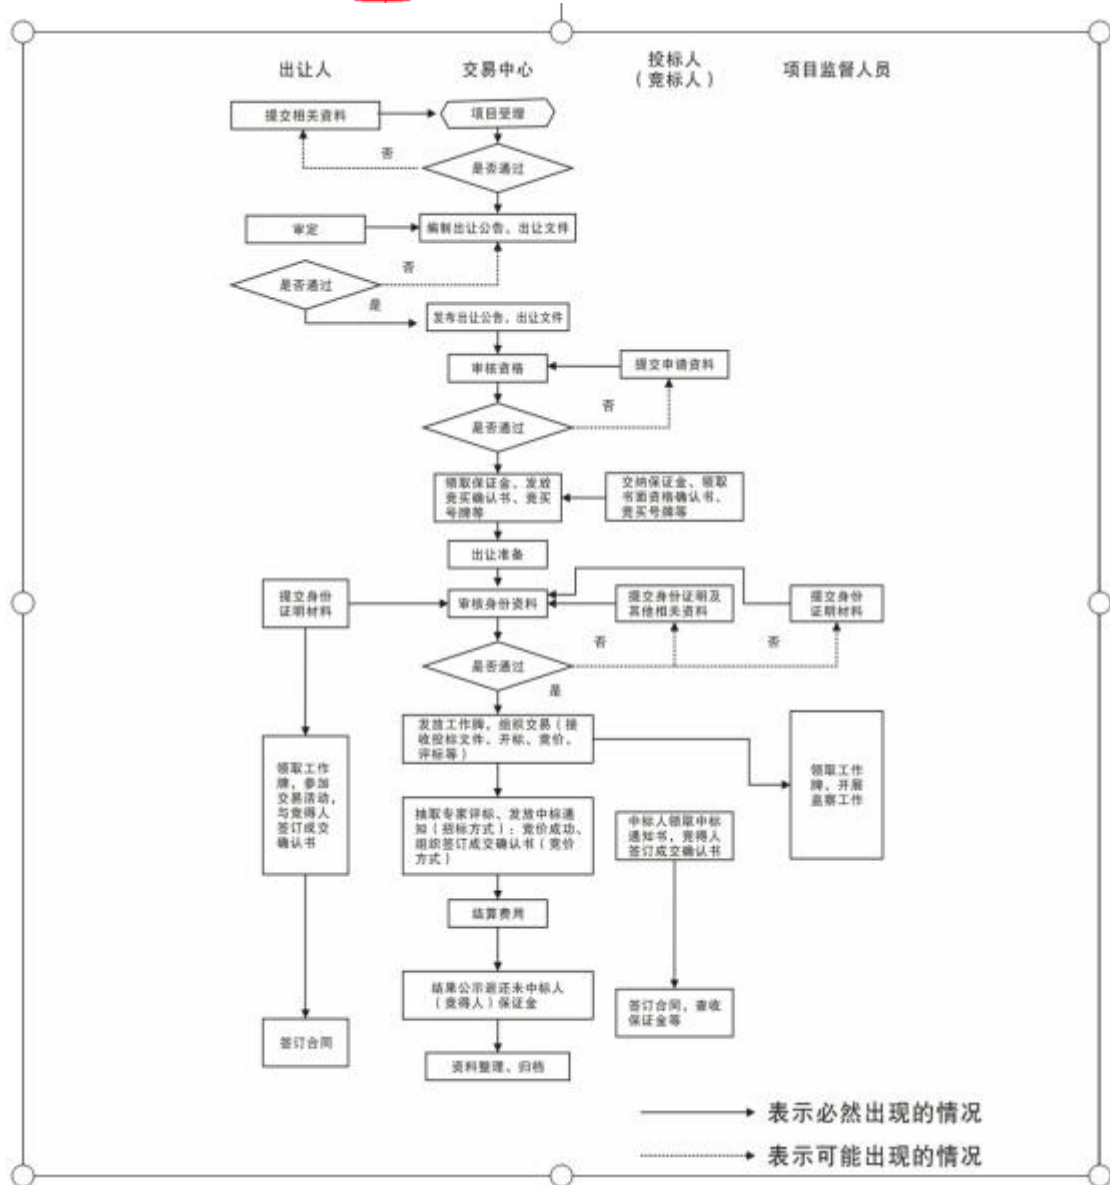 出让人
交易中心
投标人
（竞标人）
项目监督人员
提交相关资料
项目受理
否
是否通过
审定
编制出让公告、出让文件
否
是否通过
是
发布出让公告、出让文件
审核资格
提交申请资料
否
是否通过
领取保证金、发放
竞买确认书、竞买
号牌等
交纳保证金、领取
书面资格确认书、
竞买号牌等
出让准备
提交身份
证明材料
审核身份资料
提交身份证明及
其他相关资料
提交身份
证明材料
否
否
是否通过
是
发放工作牌，组织交易（接
收投标文件、开标、竞价、
评标等）
领取工作
牌，参加
交易活动，
与竞得人
签订成交
确认书
领取工作
牌，开展
监察工作
抽取专家评标、发放中标通
知（招标方式）；竞价成功、
组织签订成交确认书（竞价
方式）
中标人领取中标
通知书，竞得人
签订成交确认书
结算费用
结果公示退还未中标人
（竞得人）保证金
签订合同，查收
保证金等
签订合同
资料整理、归档
表示必然出现的情况
表示可能出现的情况